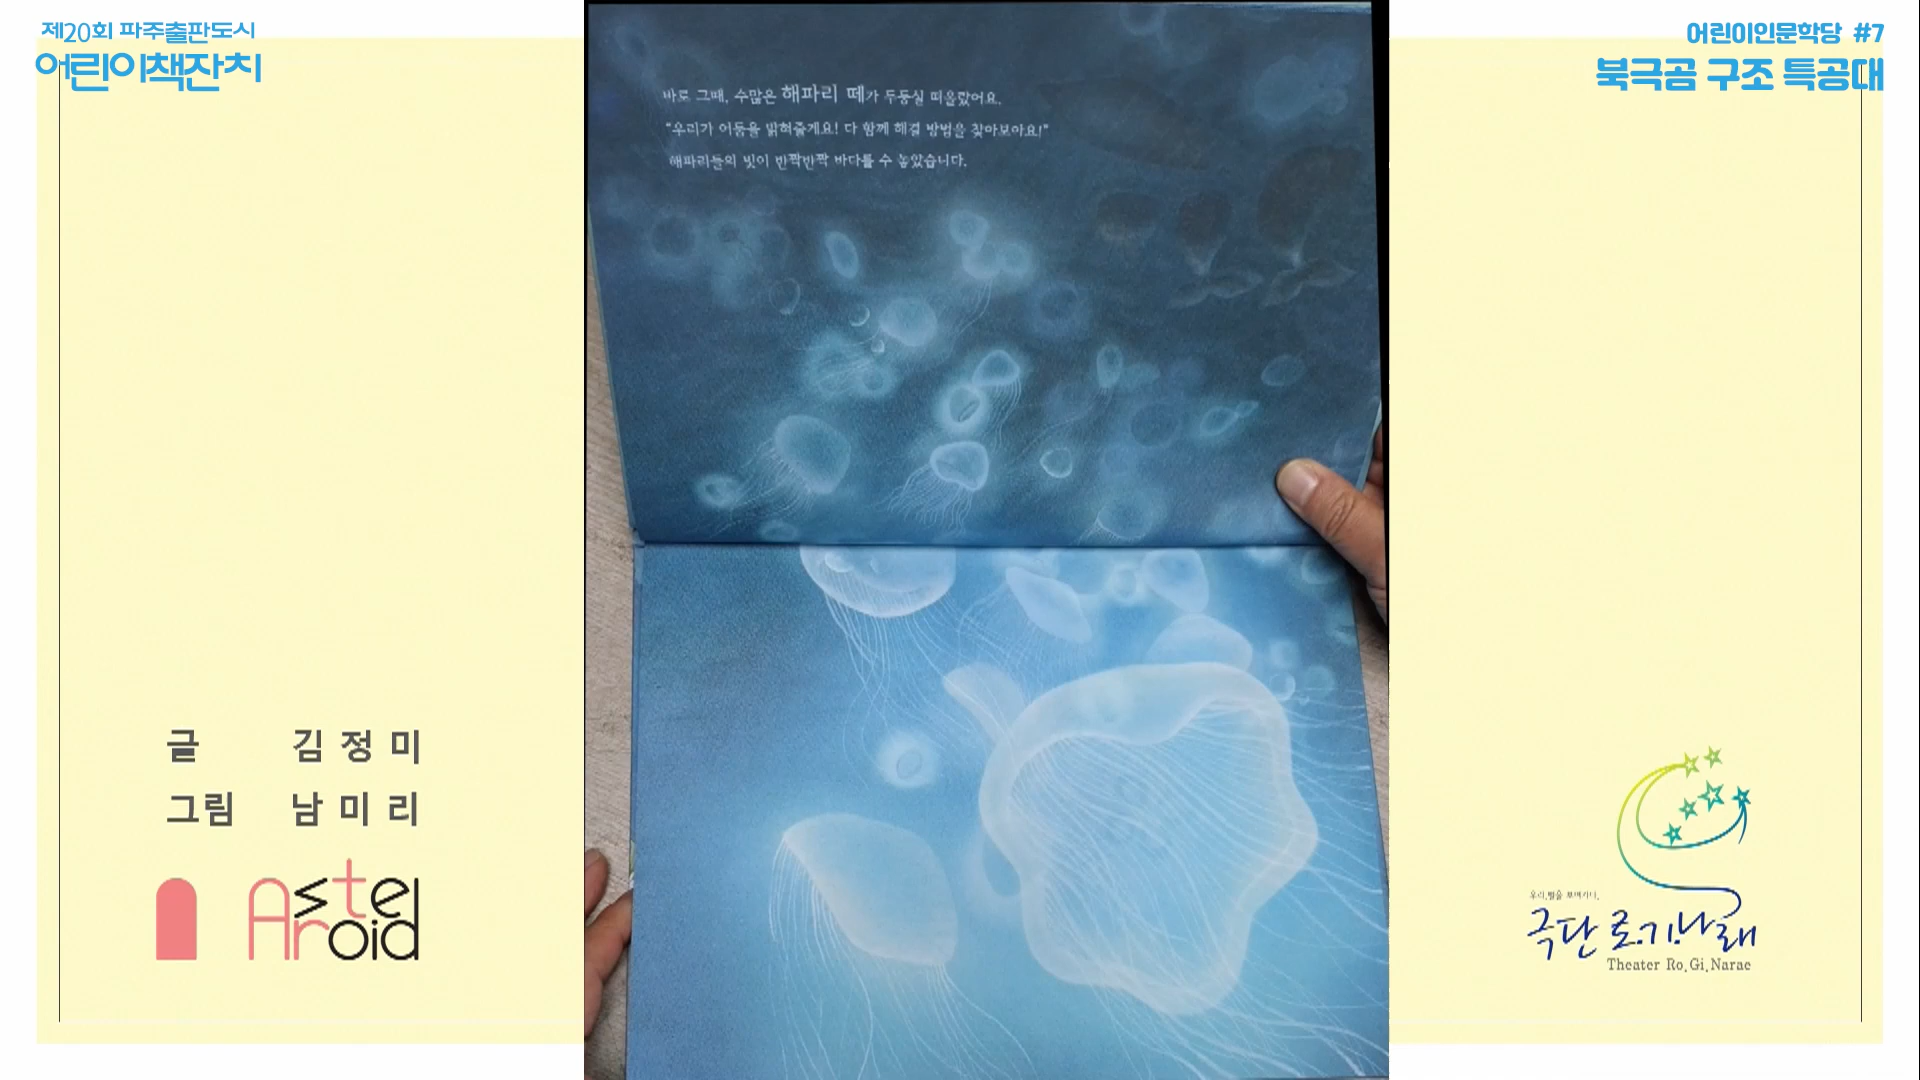 제20회 파주출판도시
어린이책잔치
어린이인문학당 #7
북극곰 구조 특공대
바로 그때, 수많은 해파리 떼가 두둥실 떠올랐어요.
"우리가 어둠을 밝혀줄게요! 다 함께 해결 방법을 찾아보아요!"
해파리들의 빛이 반짝반짝 바다를 수 놓았습니다.
글 김정미
그림 남미리
Astel
Aroid
극단 로.기.나래
Theater Ro.Gi.Narae